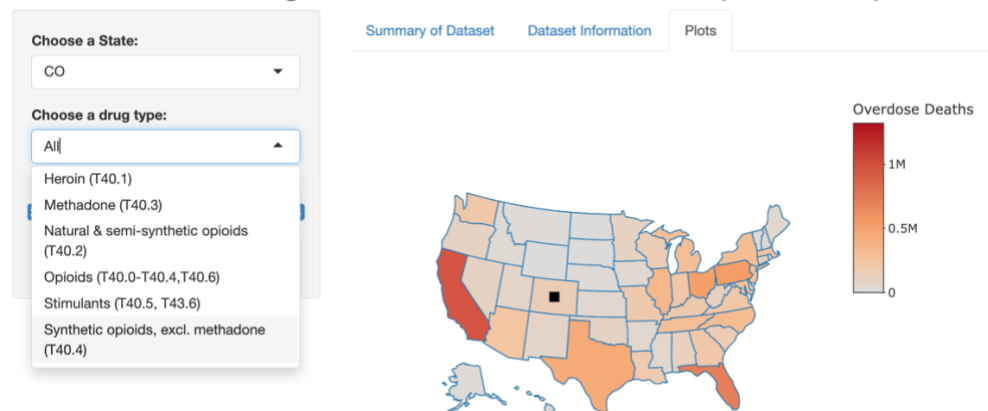 Choose a State:
CO
Choose a drug type:
All
Heroin (T40.1)
Methadone (T40.3)
Natural & semi-synthetic opioids
(T40.2)
Opioids (T40.0-T40.4,T40.6)
Stimulants (T40.5, T43.6)
Synthetic opioids, excl. methadone
(T40.4)
Summary of Dataset
Dataset Information
Plots
Overdose Deaths
1M
0.5M
0